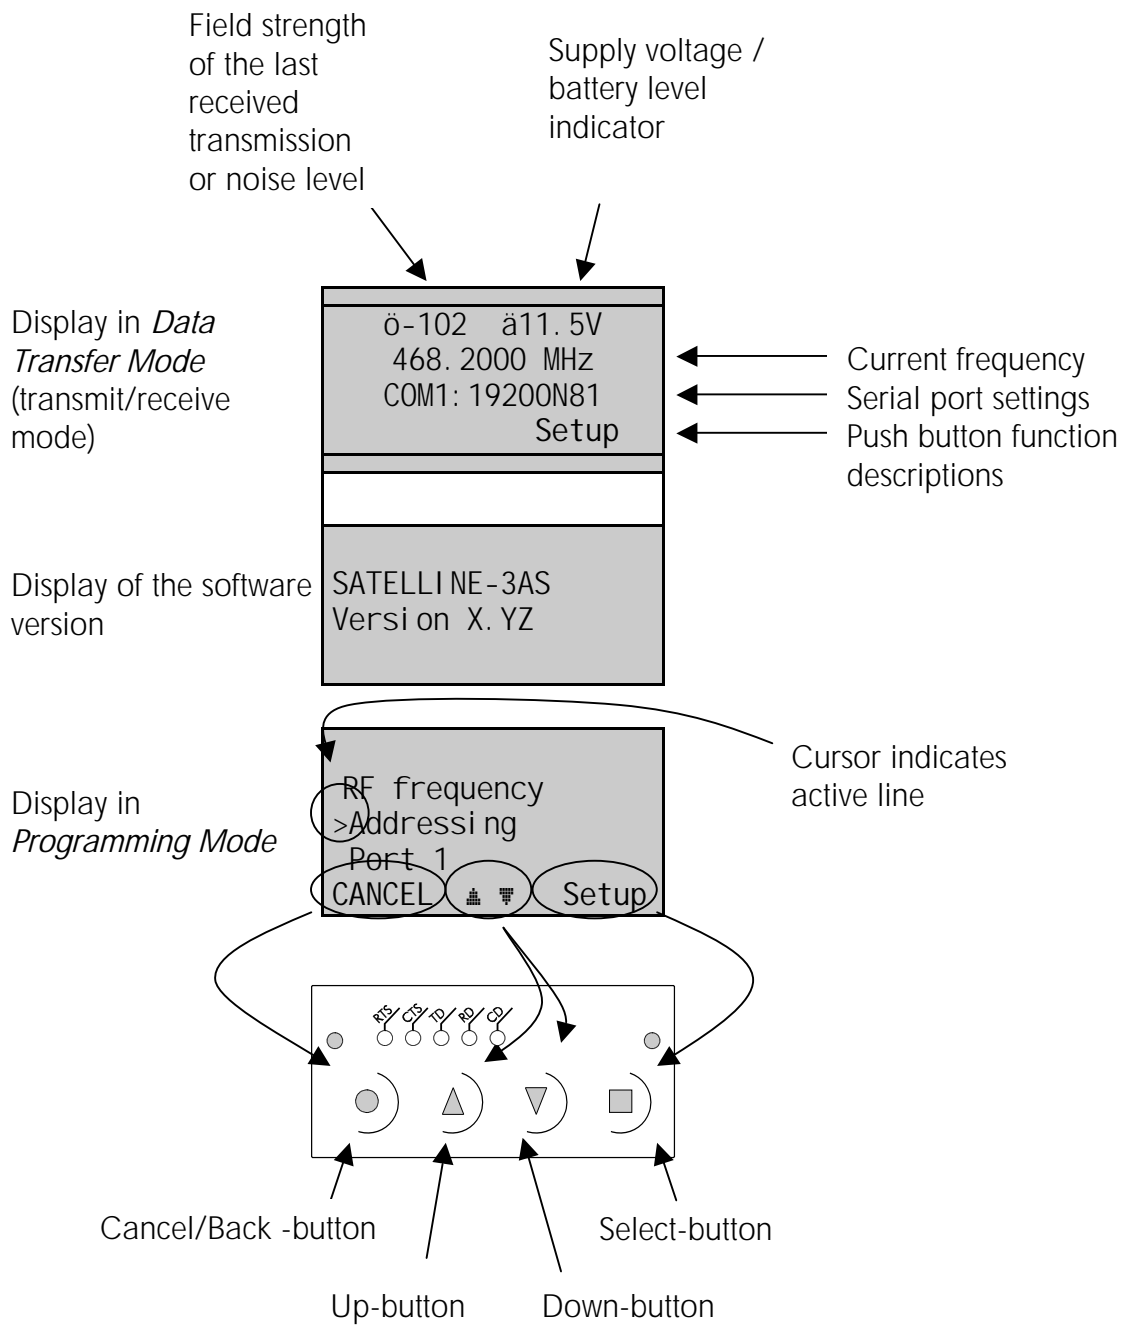 Field strength
of the last
received
transmission
or noise level
Supply voltage /
battery level
indicator
Display in Data
Transfer Mode
(transmit/receive
mode)
ö-102 ä11.5V
468.2000 MHz
COM1:19200N81
Setup
Current frequency
Serial port settings
Push button function
descriptions
Display of the software
version
SATELLINE-3AS
Version X.YZ
Cursor indicates
active line
Display in
Programming Mode
RF frequency
>Addressing
Port 1
CANCEL Setup
RTS CTS TD RD CD
Cancel/Back -button
Select-button
Up-button
Down-button